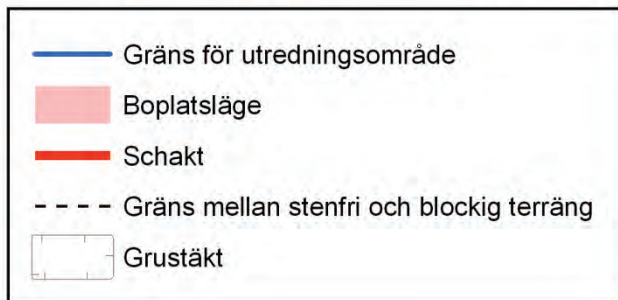 Gräns för utredningsområde
Boplatsläge
Schakt
Gräns mellan stenfri och blockig terräng
Grustäkt